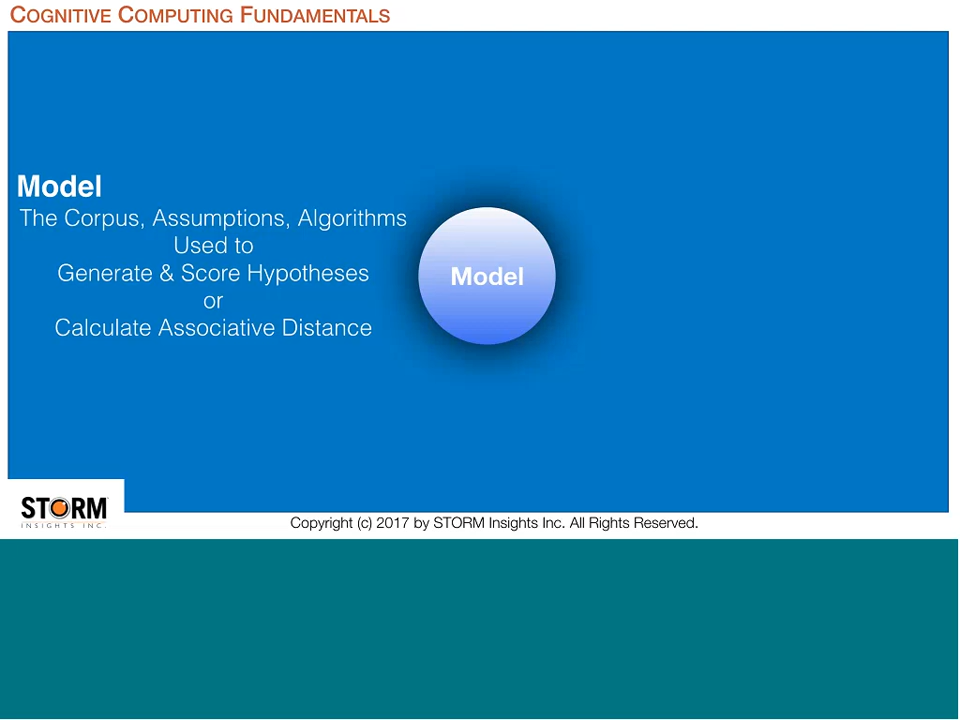 COGNITIVE COMPUTING FUNDAMENTALS
Model
The Corpus, Assumptions, Algorithms
Used to
Generate & Score Hypotheses
or
Calculate Associative Distance
Model
STORM
INSIGHTS INC.
Copyright (c) 2017 by STORM Insights Inc. All Rights Reserved.